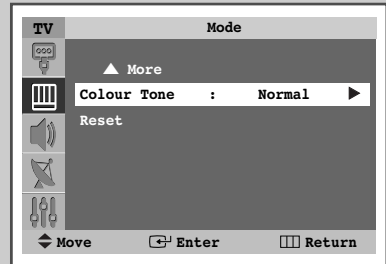 TV Mode
▲ More
Colour Tone : Normal ▶
Reset
Move Enter Return